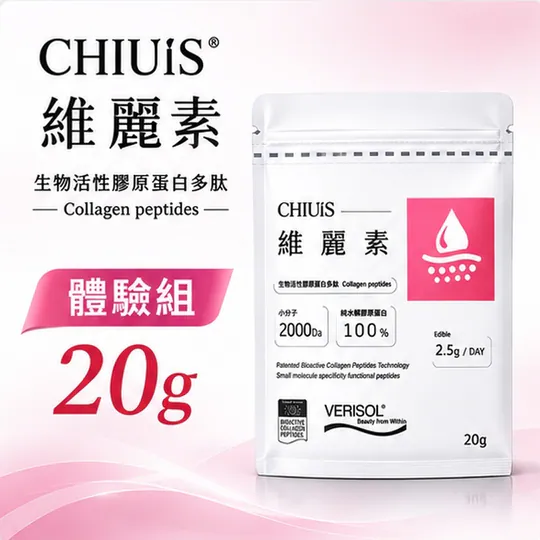 CHIUiS®
維麗素
生物活性膠原蛋白多肽
Collagen peptides
體驗組
20g
CHIUiS
維麗素
生物活性膠原蛋白多肽 Collagen peptides
小分子
2000Da
純水解膠原蛋白
100%
Edible
2.5g / DAY
Patented Bioactive Collagen Peptides Technology
Small molecule specificity functional peptides
BIOACTIVE
COLLAGEN
PEPTIDES
VERISOL®
Beauty from Within
20g